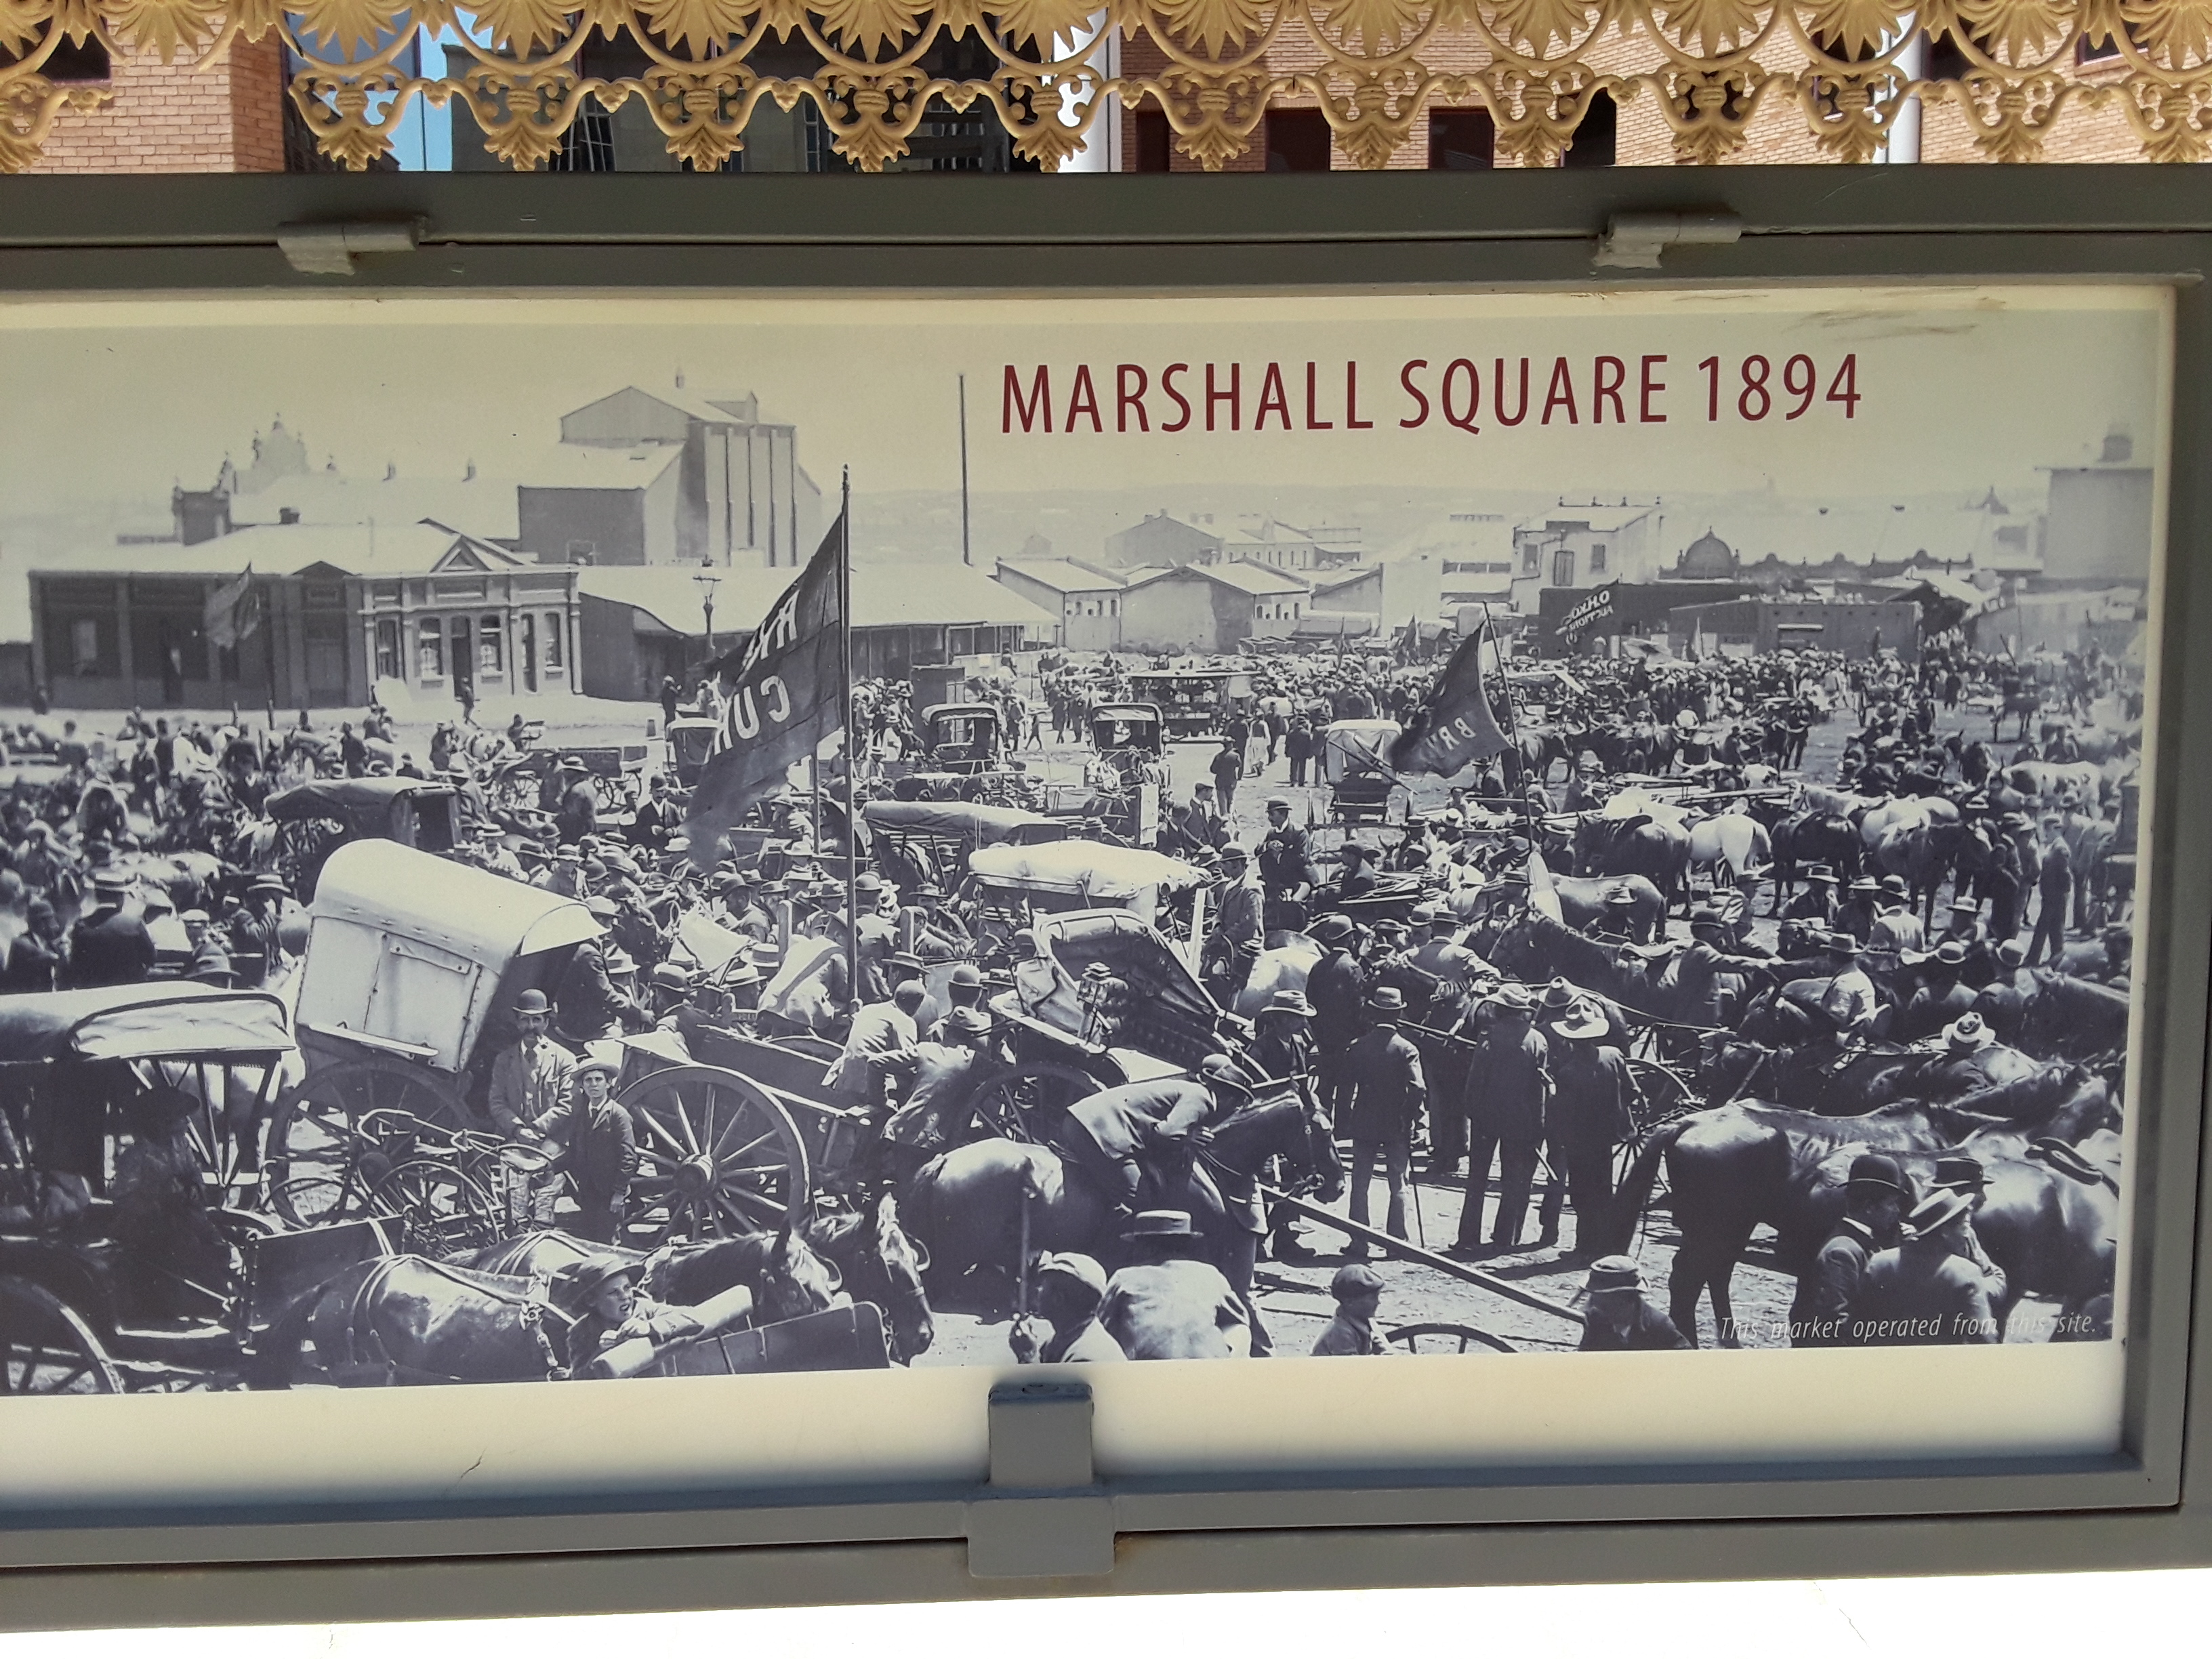 MARSHALL SQUARE 1894
This market operated from this site.